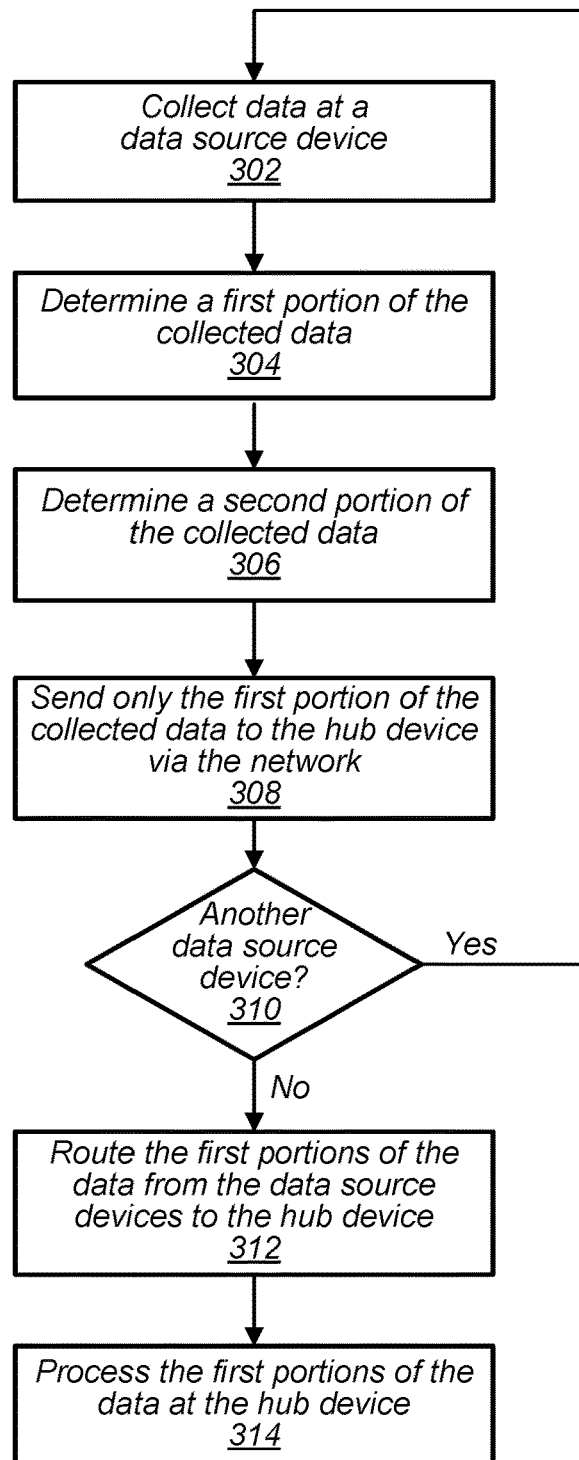 Collect data at a
data source device
302
Determine a first portion of the
collected data
304
Determine a second portion of
the collected data
306
Send only the first portion of the
collected data to the hub device
via the network
308
Another
data source
device?
310
Yes
No
Route the first portions of the
data from the data source
devices to the hub device
312
Process the first portions of the
data at the hub device
314